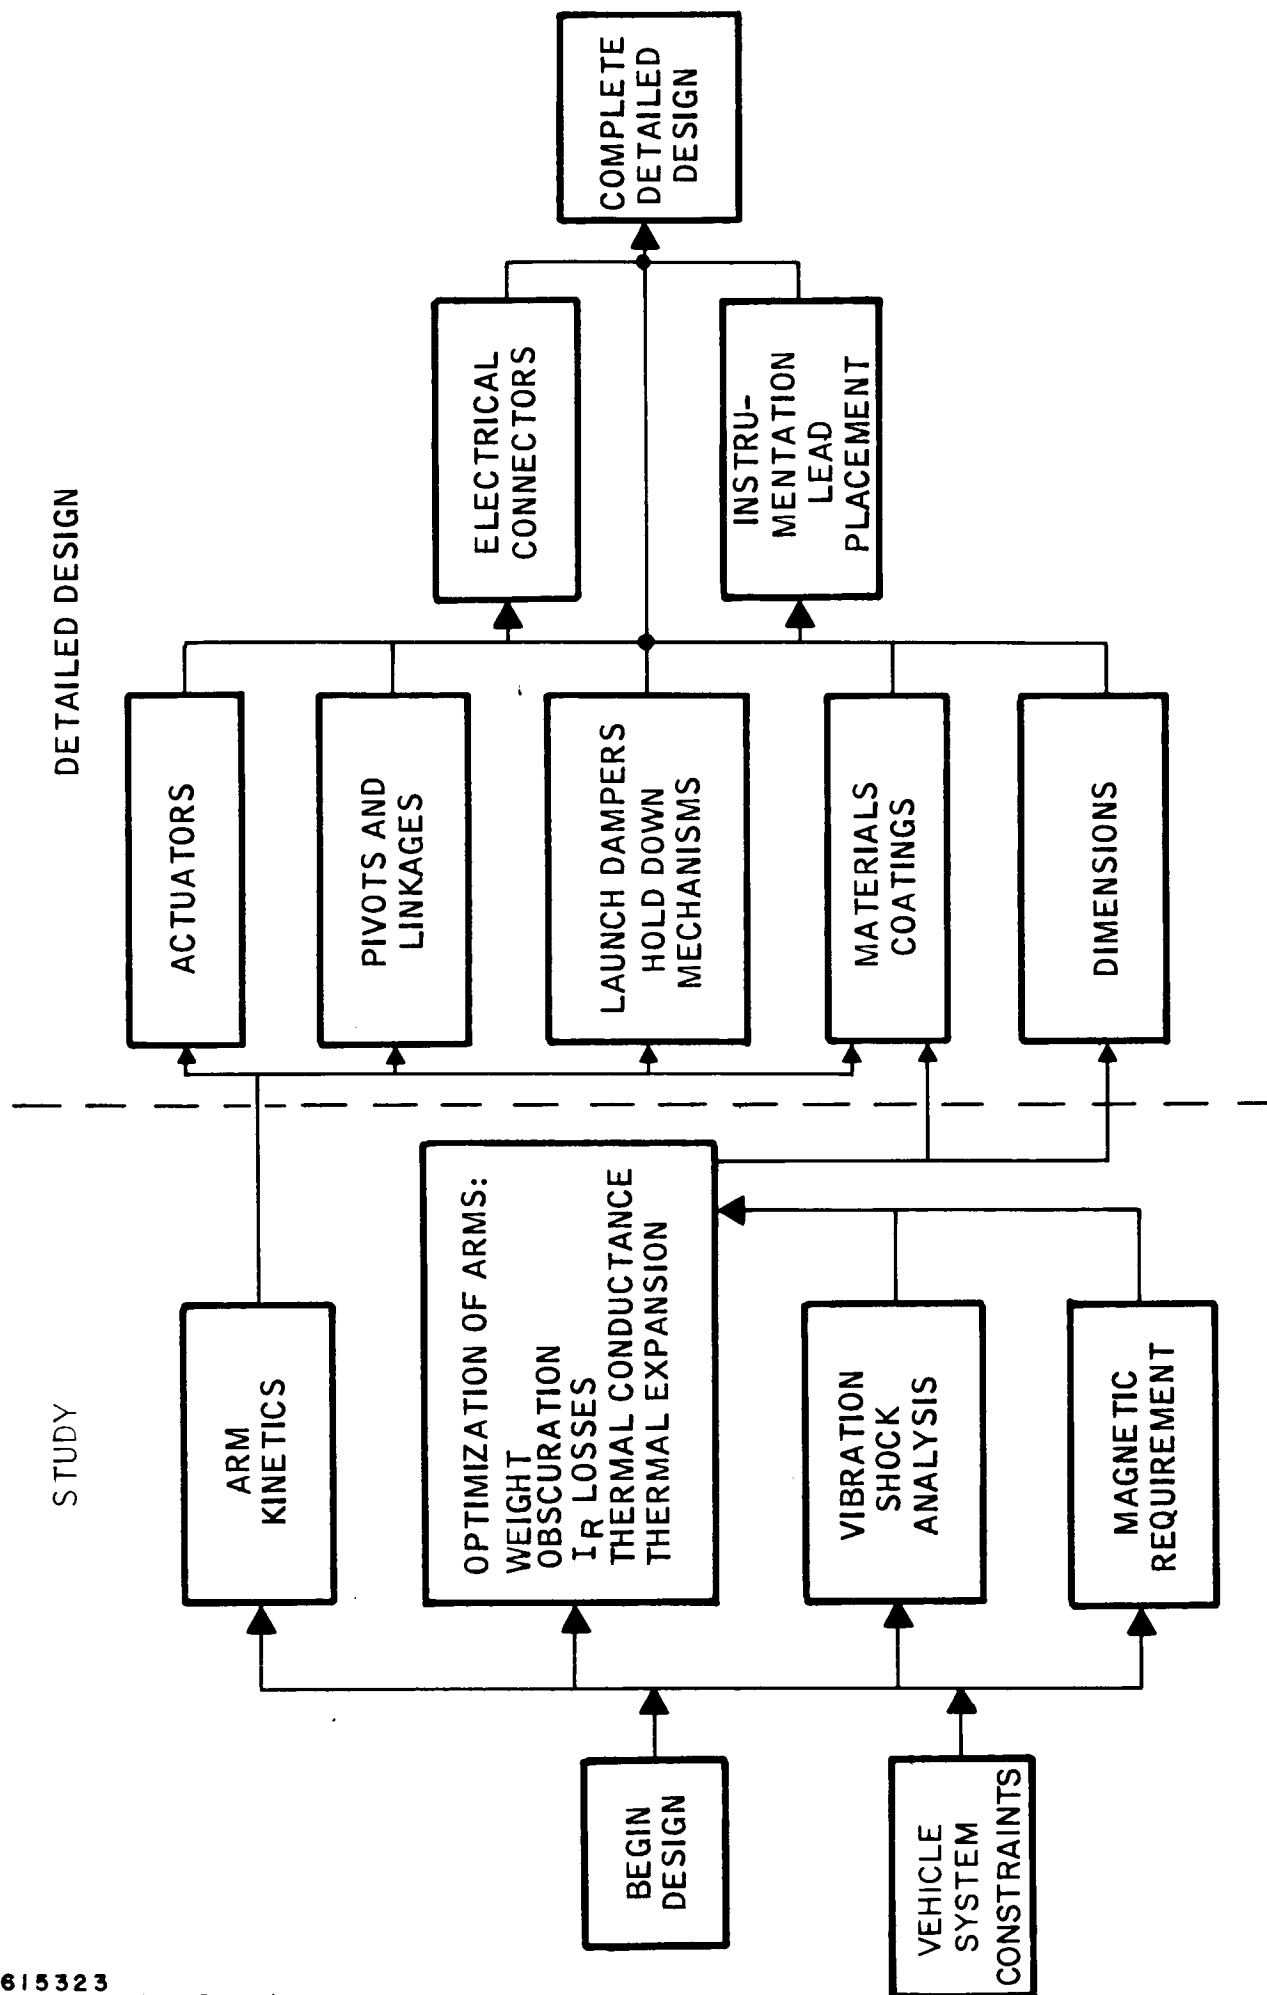 STUDY
DETAILED DESIGN
BEGIN
DESIGN
VEHICLE
SYSTEM
CONSTRAINTS
ARM
KINETICS
OPTIMIZATION OF ARMS:
WEIGHT
OBSCURATION
IR LOSSES
THERMAL CONDUCTANCE
THERMAL EXPANSION
VIBRATION
SHOCK
ANALYSIS
MAGNETIC
REQUIREMENT
ACTUATORS
PIVOTS AND
LINKAGES
LAUNCH DAMPERS
HOLD DOWN
MECHANISMS
MATERIALS
COATINGS
DIMENSIONS
ELECTRICAL
CONNECTORS
INSTRU-
MENTATION
LEAD
PLACEMENT
COMPLETE
DETAILED
DESIGN
615323